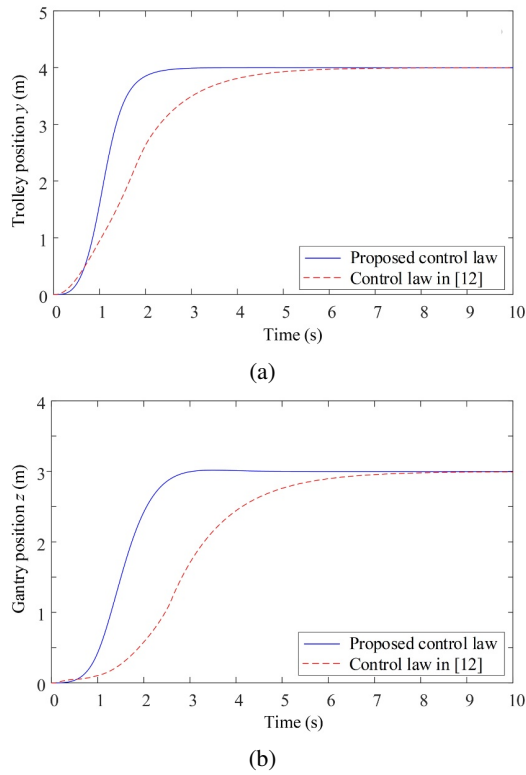 5
4
3
2
1
0
Trolley position y (m)
Proposed control law
Control law in [12]
0 1 2 3 4 5 6 7 8 9 10
Time (s)
(a)
4
3
2
1
0
Gantry position z (m)
Proposed control law
Control law in [12]
0 1 2 3 4 5 6 7 8 9 10
Time (s)
(b)